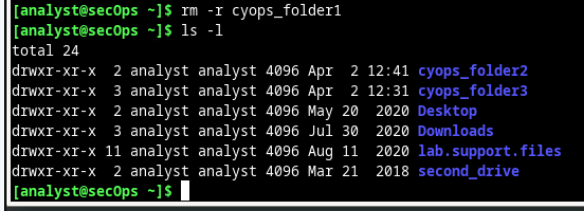 [analyst@secOps ~]$ rm -r cyops_folder1
[analyst@secOps ~]$ ls -l
total 24
drwxr-xr-x  2 analyst analyst 4096 Apr  2 12:41 cyops_folder2
drwxr-xr-x  3 analyst analyst 4096 Apr  2 12:31 cyops_folder3
drwxr-xr-x  2 analyst analyst 4096 May 20  2020 Desktop
drwxr-xr-x  3 analyst analyst 4096 Jul 30  2020 Downloads
drwxr-xr-x 11 analyst analyst 4096 Aug 11  2020 lab.support.files
drwxr-xr-x  2 analyst analyst 4096 Mar 21  2018 second_drive
[analyst@secOps ~]$